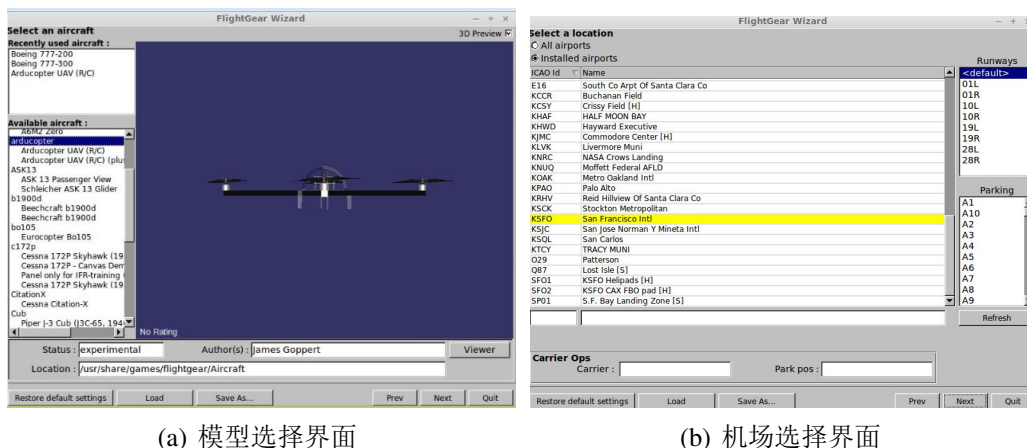 FlightGear Wizard
Select an aircraft
3D Preview
Recently used aircraft :
Boeing 777-200
Boeing 777-300
Arducopter UAV (R/C)
Available aircraft :
A6M2 Zero
arducopter
Arducopter UAV (R/C)
Arducopter UAV (R/C) (plu
ASK13
ASK 13 Passenger View
Schleicher ASK 13 Glider
b1900d
Beechcraft b1900d
Beechcraft b1900d
bo105
Eurocopter Bo105
c172p
Cessna 172P Skyhawk (19
Cessna 172P - Canvas Dem
Panel only for IFR-training (
Cessna 172P Skyhawk (19
CitationX
Cessna Citation-X
Cub
Piper J-3 Cub (J3C-65, 194
No Rating
Status : experimental
Author(s) : James Goppert
Viewer
Location : /usr/share/games/flightgear/Aircraft
Restore default settings
Load
Save As...
Prev
Next
Quit
(a) 模型选择界面
FlightGear Wizard
Select a location
All airports
Installed airports
ICAO Id Name
E16 South Co Arpt Of Santa Clara Co
KCCR Buchanan Field
KCSY Crissy Field [H]
KHAF HALF MOON BAY
KHWD Hayward Executive
KJMC Commodore Center [H]
KLVK Livermore Muni
KNRC NASA Crows Landing
KNUQ Moffett Federal AFLD
KOAK Metro Oakland Intl
KPAO Palo Alto
KRHV Reid Hillview Of Santa Clara Co
KSCK Stockton Metropolitan
KSFO San Francisco Intl
KSJC San Jose Norman Y Mineta Intl
KSQL San Carlos
KTCY TRACY MUNI
O29 Patterson
Q87 Lost Isle [S]
SFO1 KSFO Helipads [H]
SFO2 KSFO CAX FBO pad [H]
SP01 S.F. Bay Landing Zone [S]
Runways
<default>
01L
01R
10L
10R
19L
19R
28L
28R
Parking
A1
A10
A2
A3
A4
A5
A6
A7
A8
A9
Refresh
Carrier Ops
Carrier :
Park pos :
Restore default settings
Load
Save As...
Prev
Next
Quit
(b) 机场选择界面